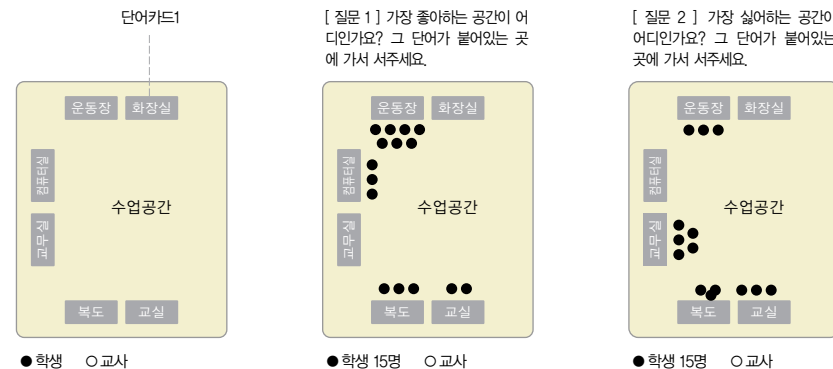 단어카드1
운동장 화장실
컴퓨터실
교무실
수업공간
복도 교실
●학생 ○교사
[ 질문 1 ] 가장 좋아하는 공간이 어
디인가요? 그 단어가 붙어있는 곳
에 가서 서주세요.
운동장 화장실
컴퓨터실
교무실
수업공간
복도 교실
●학생 15명 ○교사
[ 질문 2 ] 가장 싫어하는 공간이
어디인가요? 그 단어가 붙어있는
곳에 가서 서주세요.
운동장 화장실
컴퓨터실
교무실
수업공간
복도 교실
●학생 15명 ○교사